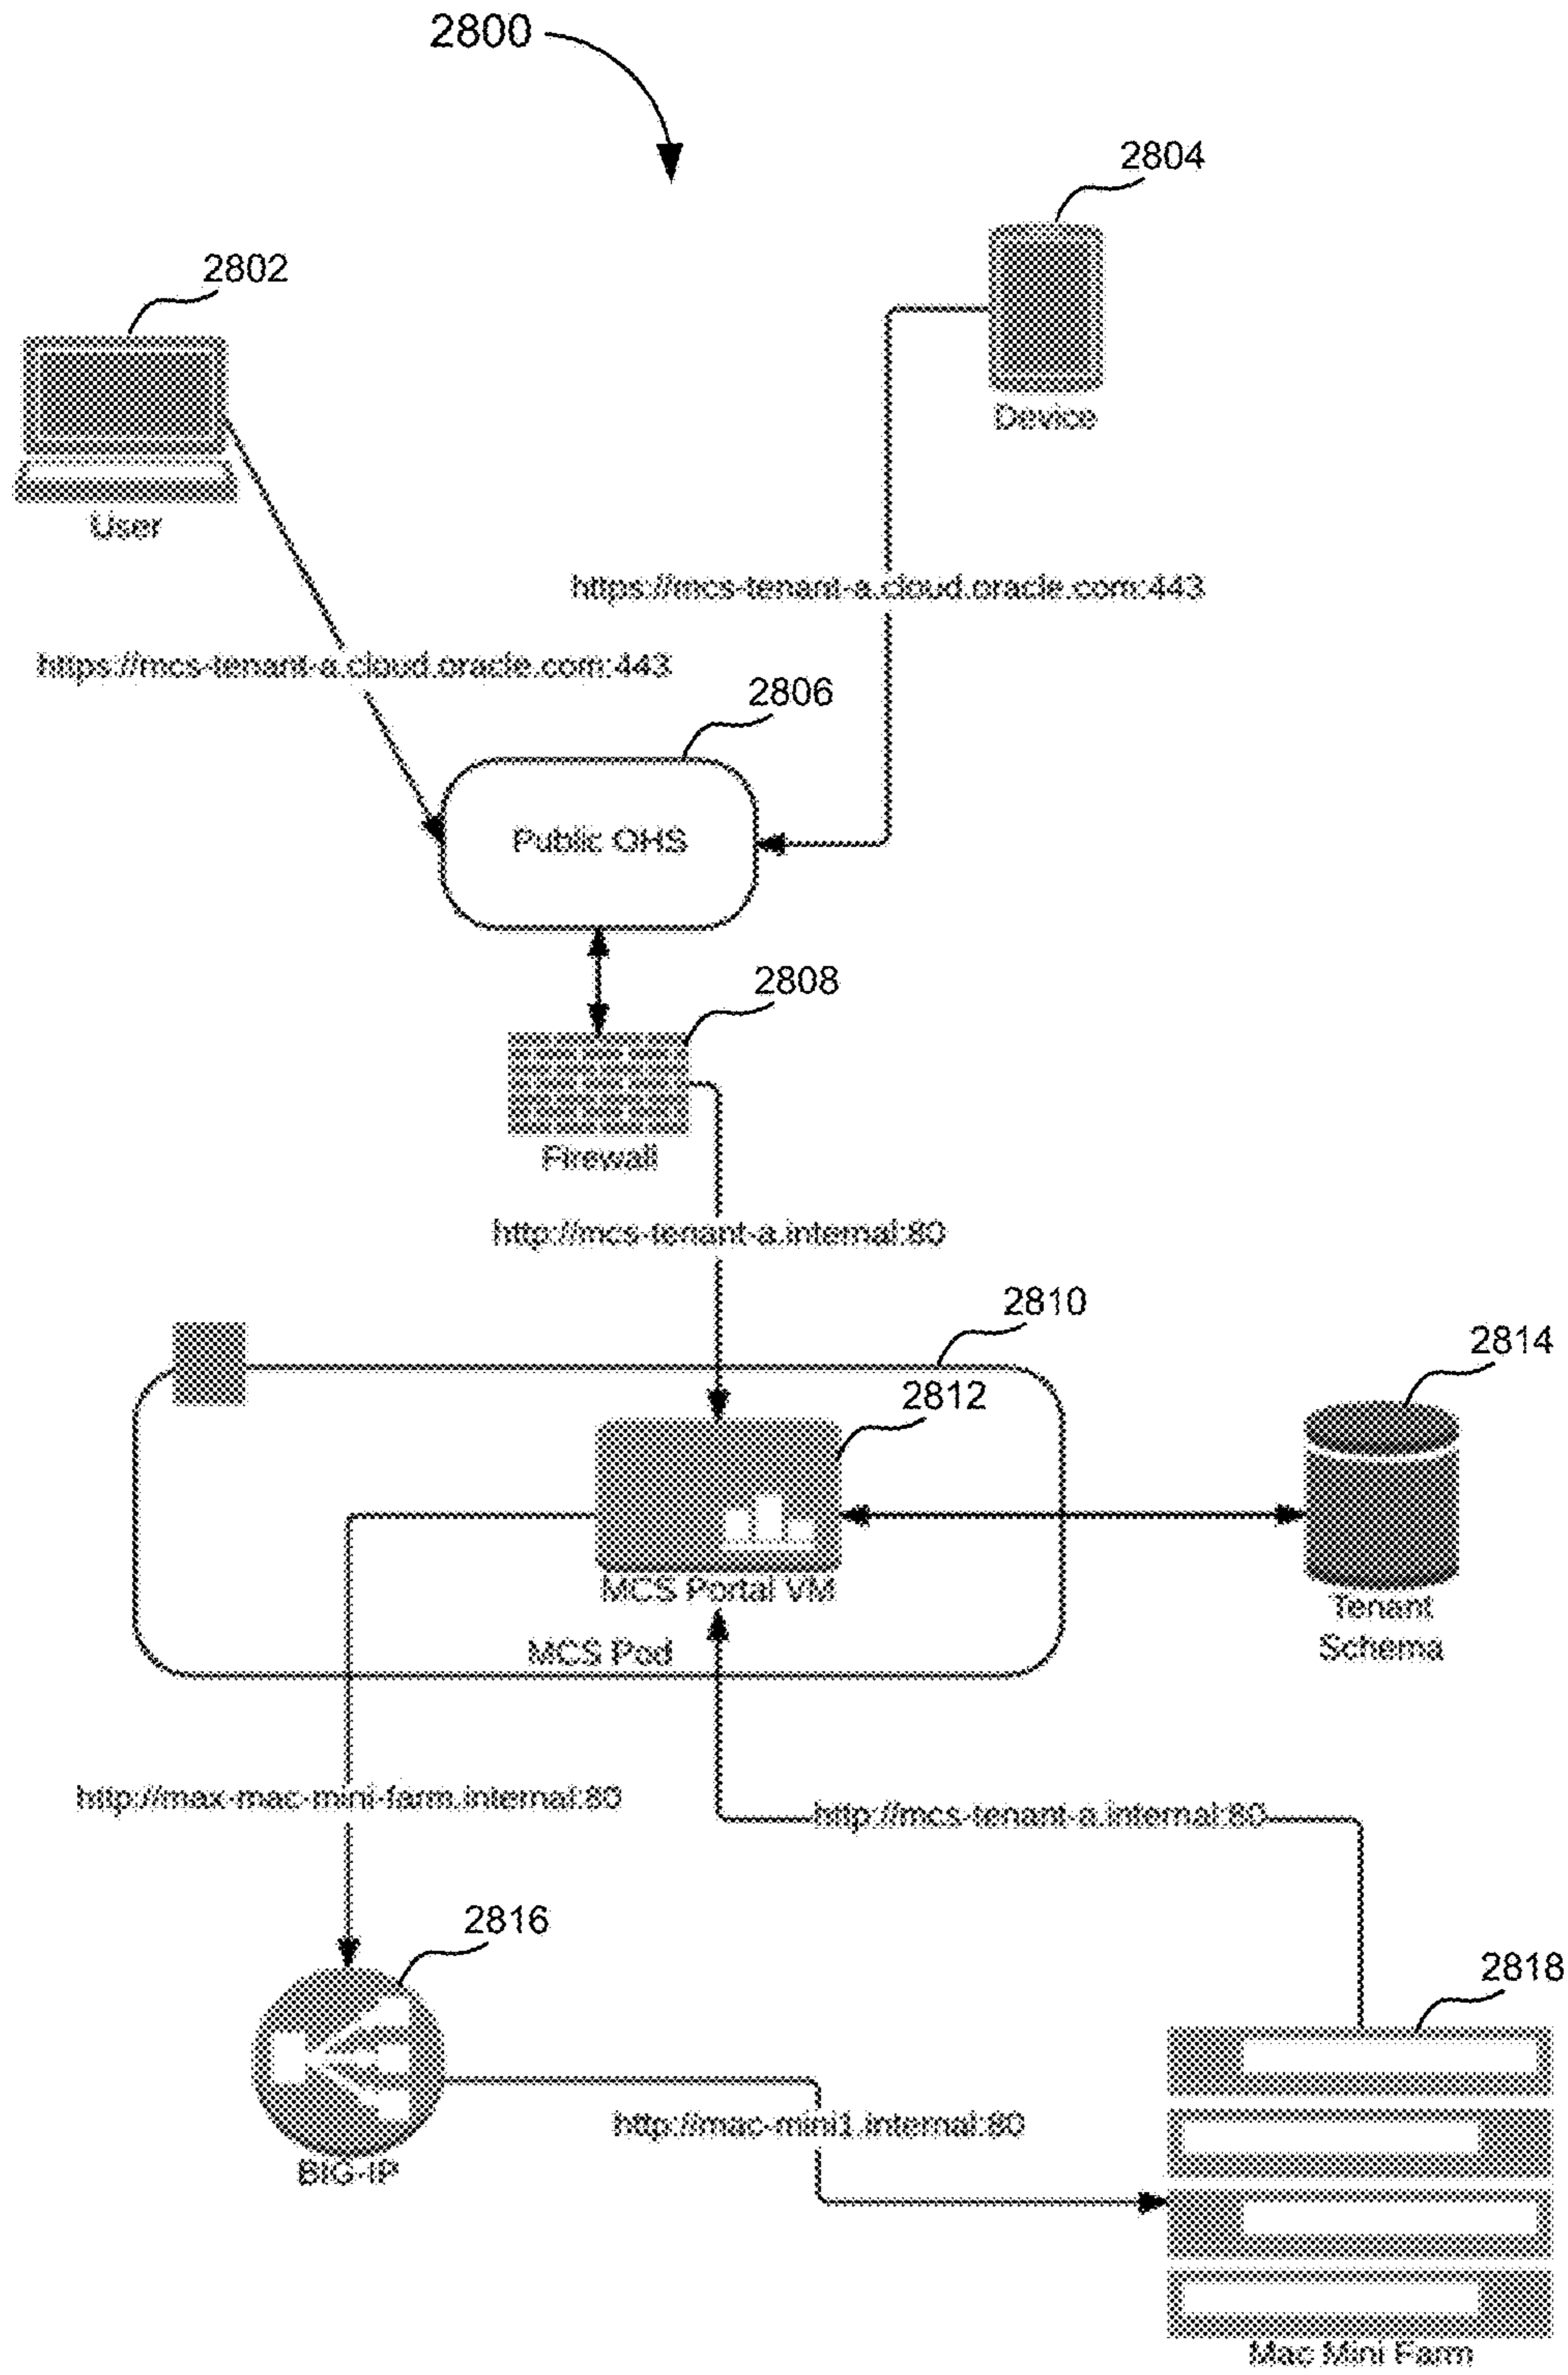 2800
2804
2802
Device
User
https://mcs-tenant-a.cloud.oracle.com:443
https://mcs-tenant-a.cloud.oracle.com:443
2806
Public OHS
2808
Firewall
http://mcs-tenant-a.internal:80
2810
2814
2812
MCS Portal VM
Tenant
Schema
MCS Pod
http://max-mac-mini-farm.internal:80
http://mcs-tenant-a.internal:80
2816
2818
http://mac-mini1.internal:80
BIG-IP
Mac Mini Farm